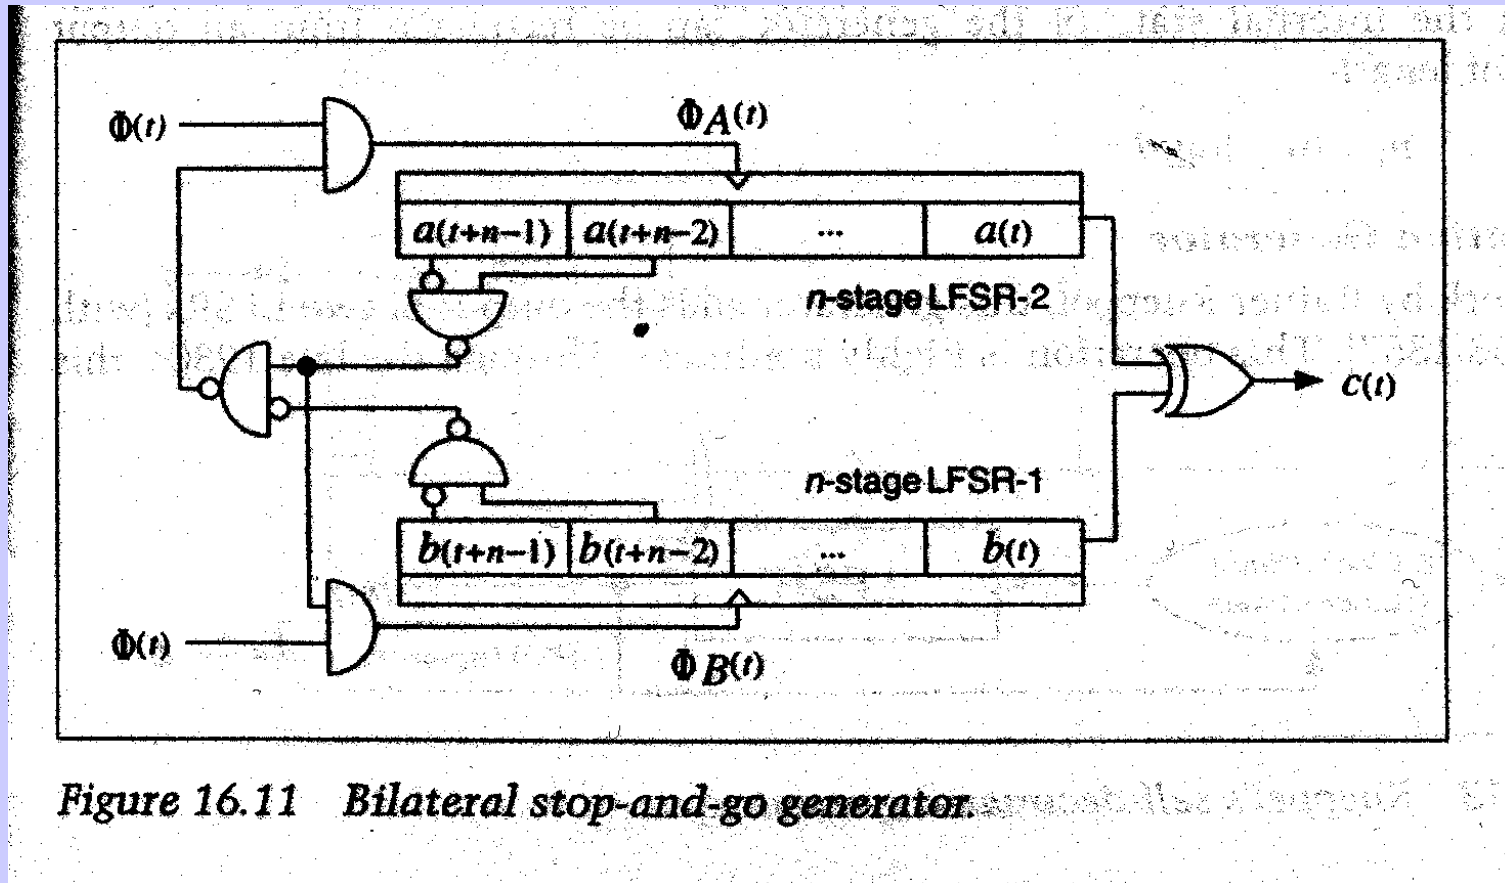 Φ(t)
ΦA(t)
a(t+n−1) a(t+n−2) ... a(t)
n-stage LFSR-2
C(t)
n-stage LFSR-1
b(t+n−1) b(t+n−2) ... b(t)
Φ(t)
ΦB(t)
Figure 16.11 Bilateral stop-and-go generator.